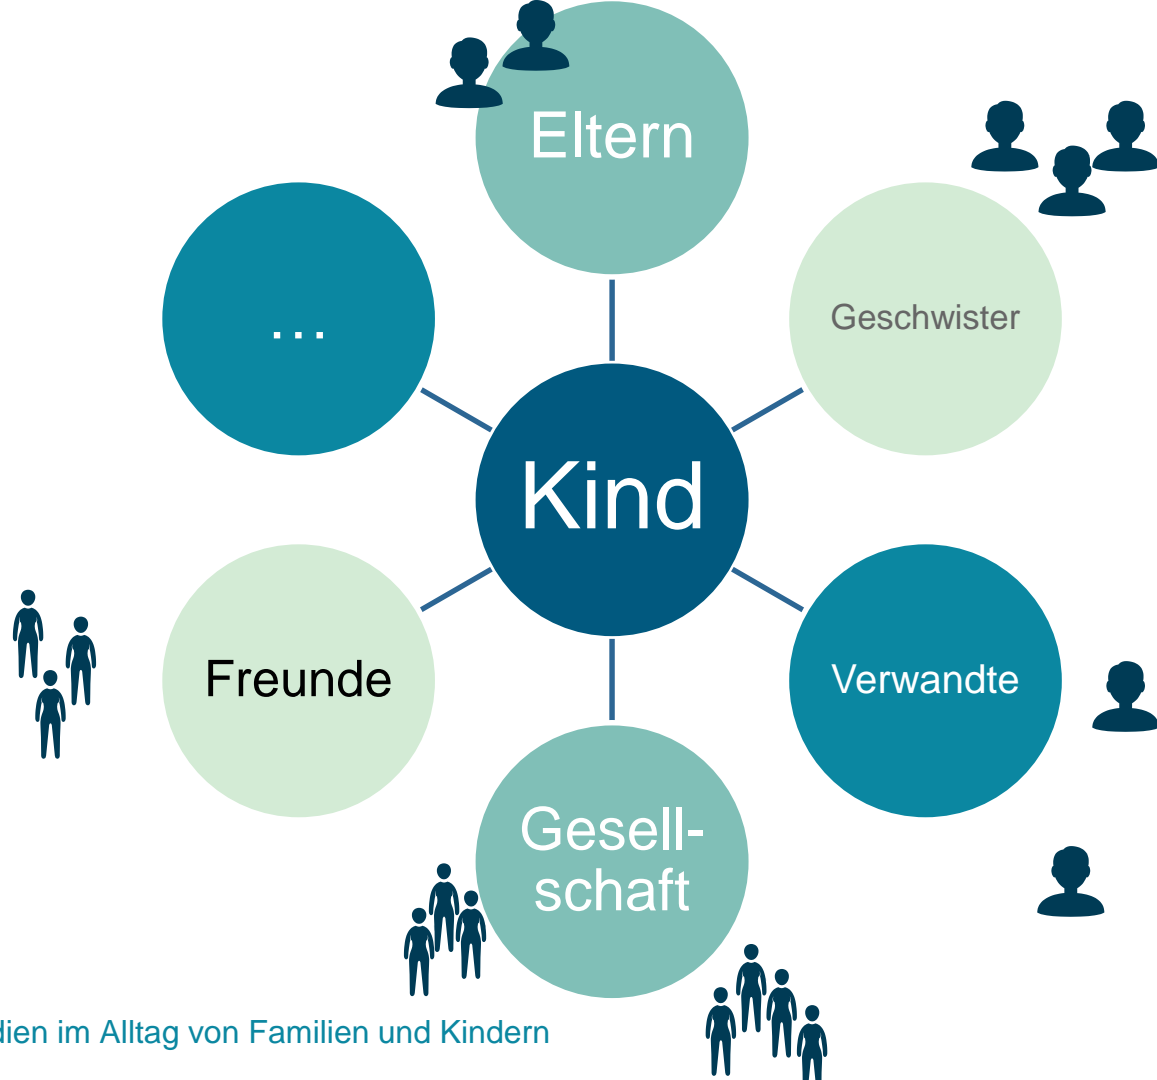 Eltern
Geschwister
…
Kind
Freunde
Verwandte
Gesell-
schaft
dien im Alltag von Familien und Kindern